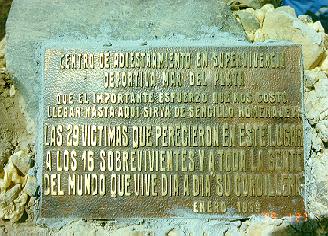 CENTRO DE ADIESTRAMIENTO EN SUPERVIVENCIA
DEPORTIVA MAR DEL PLATA
QUE EL IMPORTANTE ESFUERZO QUE NOS COSTO
LLEGAR HASTA AQUI SIRVA DE SENCILLO HOMENAJE A
LAS 29 VICTIMAS QUE PERECIERON EN ESTE LUGAR
A LOS 16 SOBREVIVIENTES Y A TODA LA GENTE
DEL MUNDO QUE VIVE DIA A DIA SU CORDILLERA
ENERO